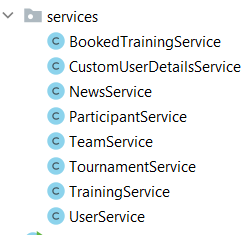 services
BookedTrainingService
CustomUserDetailsService
NewsService
ParticipantService
TeamService
TournamentService
TrainingService
UserService